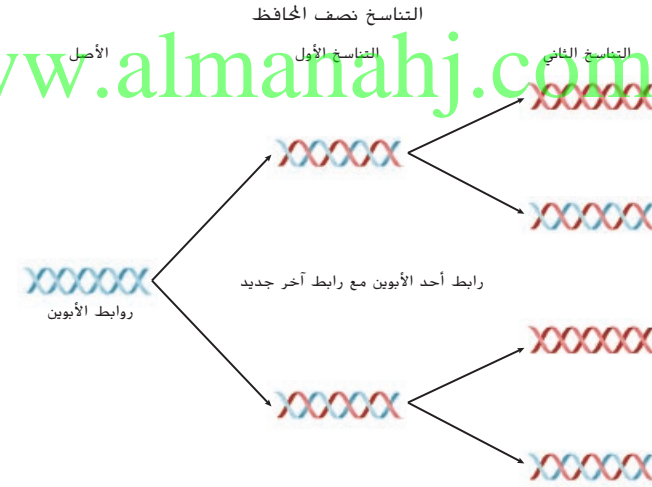 التناسخ نصف المحافظ
الأصل
التناسخ الأول
التناسخ الثاني
ww.almanahj.com
رابط أحد الأبوين مع رابط آخر جديد
روابط الأبوين